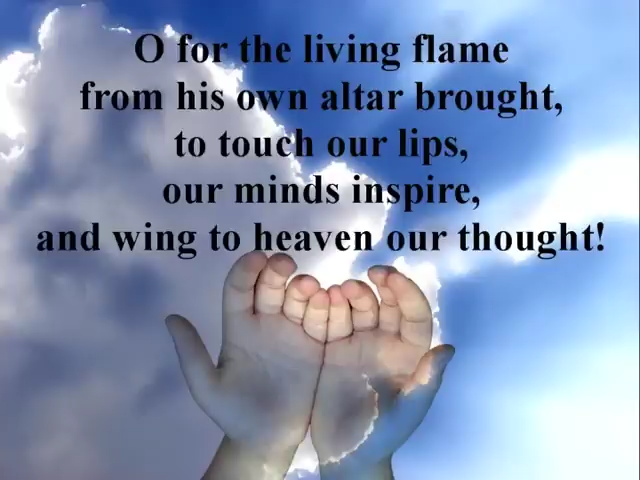 O for the living flame
from his own altar brought,
to touch our lips,
our minds inspire,
and wing to heaven our thought!